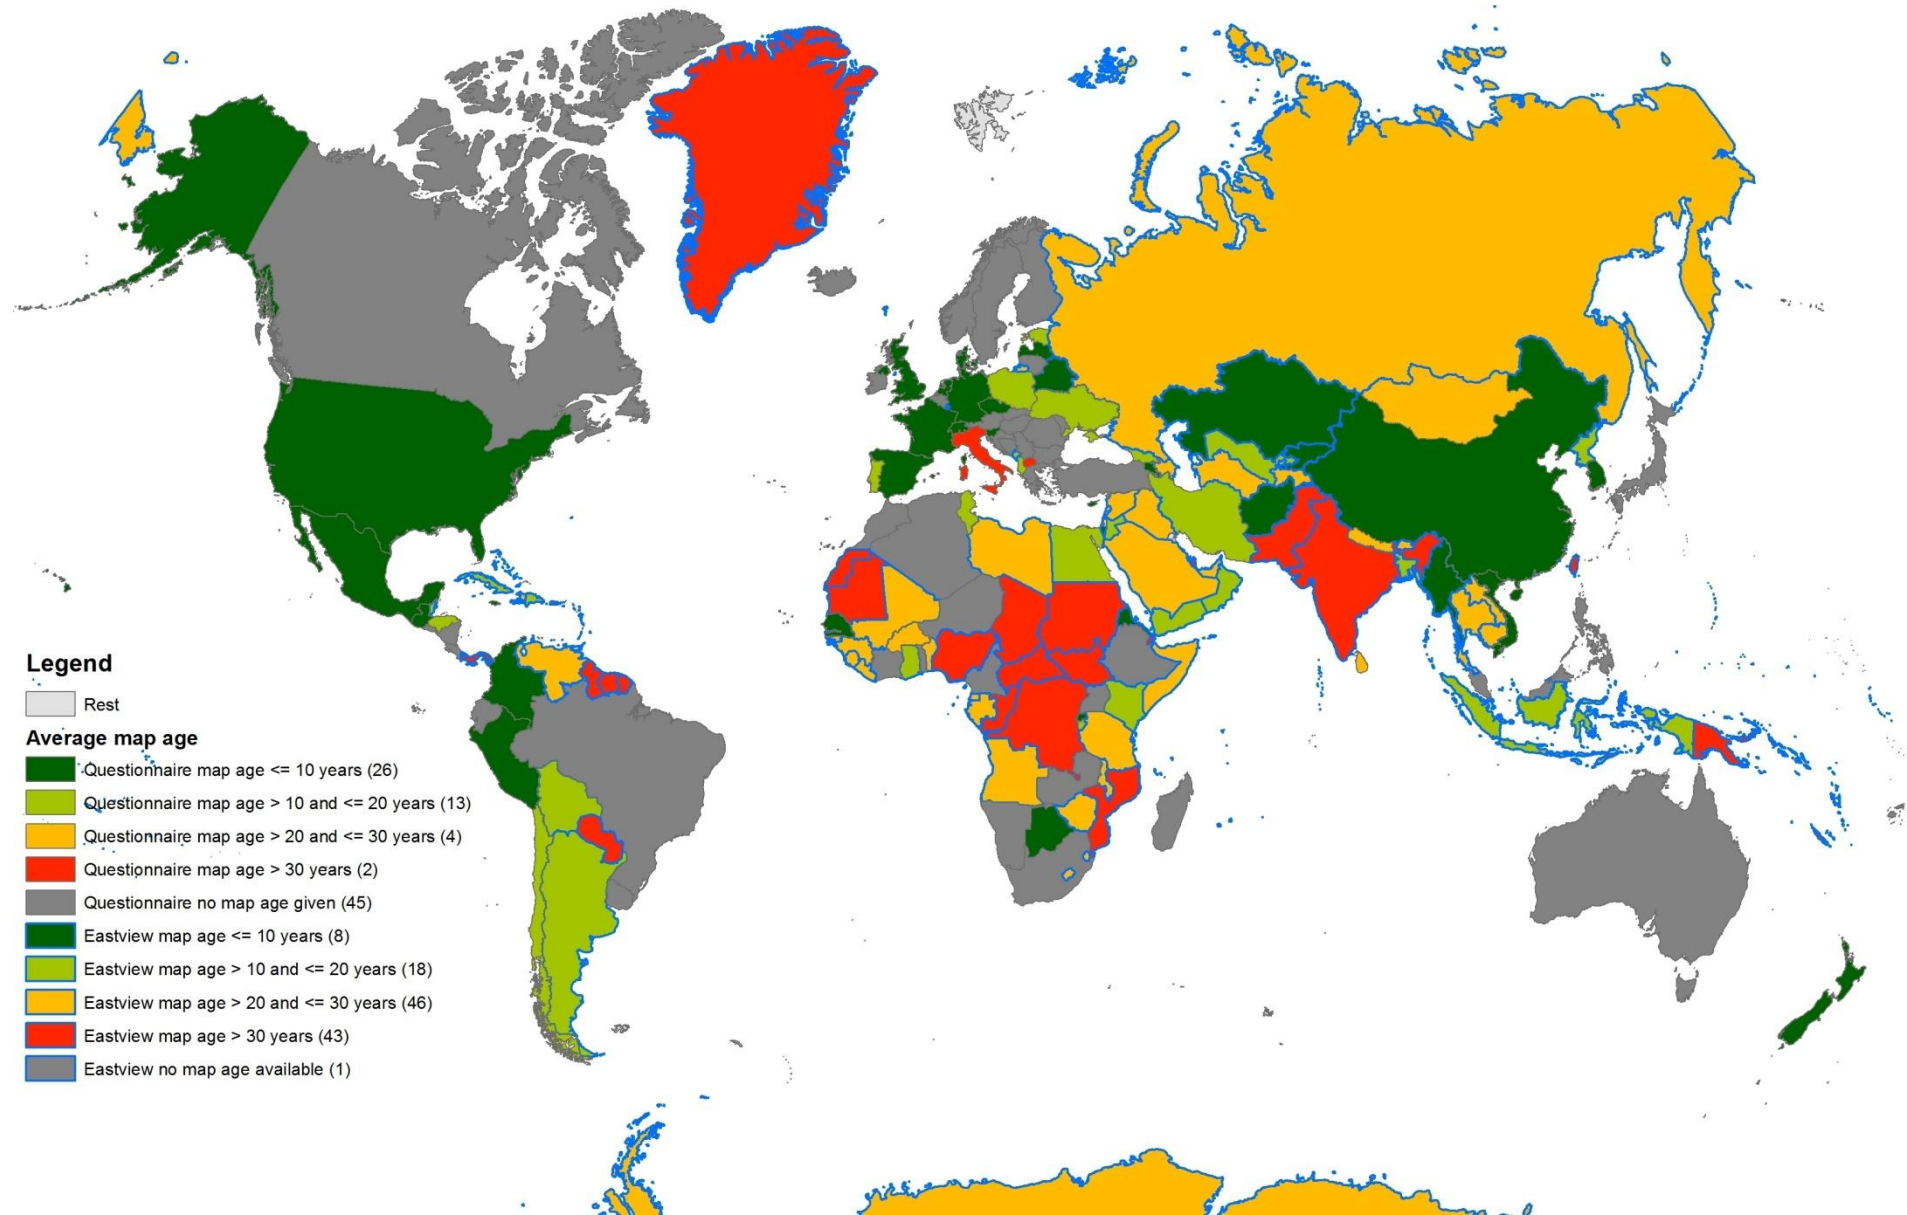 Legend
Rest
Average map age
Questionnaire map age <= 10 years (26)
Questionnaire map age > 10 and <= 20 years (13)
Questionnaire map age > 20 and <= 30 years (4)
Questionnaire map age > 30 years (2)
Questionnaire no map age given (45)
Eastview map age <= 10 years (8)
Eastview map age > 10 and <= 20 years (18)
Eastview map age > 20 and <= 30 years (46)
Eastview map age > 30 years (43)
Eastview no map age available (1)